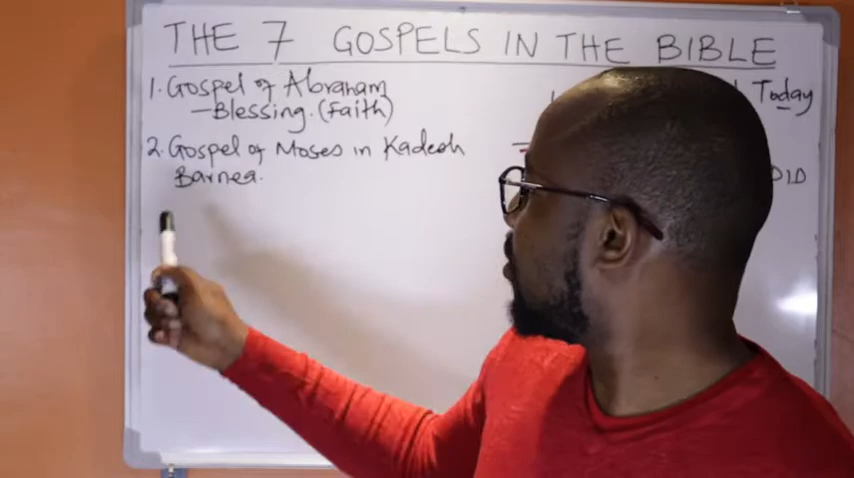 THE 7 GOSPELS IN THE BIBLE
1. Gospel of Abraham
- Blessing. (Faith)
Today
2. Gospel of Moses in Kadesh
Barnea.
DID